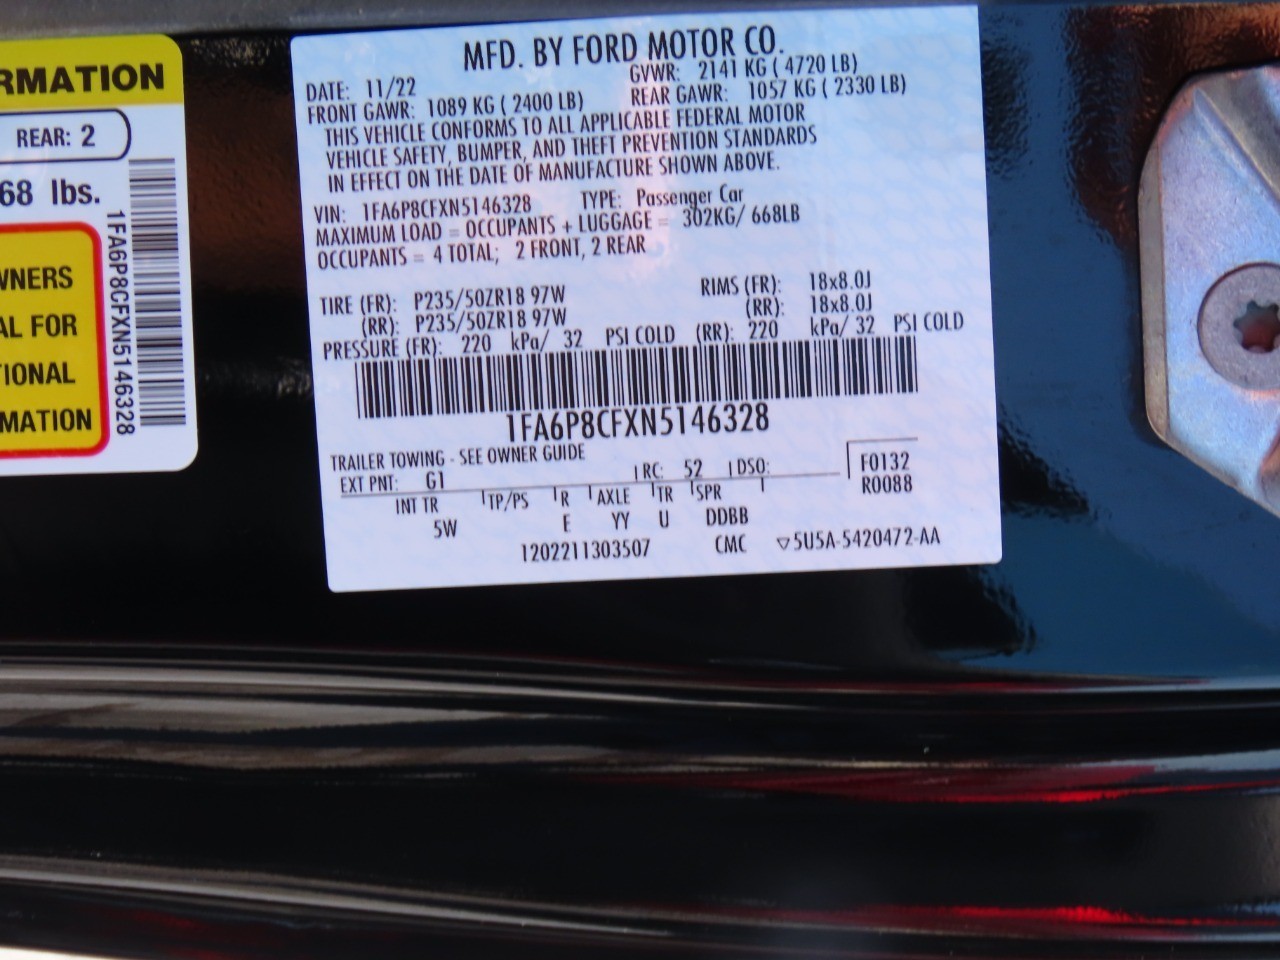 RMATION
REAR: 2
68 lbs.
WNERS
AL FOR
TIONAL
MATION
1FA6P8CFXN5146328
MFD. BY FORD MOTOR CO.
DATE: 11/22 GVWR: 2141 KG ( 4720 LB)
FRONT GAWR: 1089 KG ( 2400 LB) REAR GAWR: 1057 KG ( 2330 LB)
THIS VEHICLE CONFORMS TO ALL APPLICABLE FEDERAL MOTOR
VEHICLE SAFETY, BUMPER, AND THEFT PREVENTION STANDARDS
IN EFFECT ON THE DATE OF MANUFACTURE SHOWN ABOVE.
VIN: 1FA6P8CFXN5146328 TYPE: Passenger Car
MAXIMUM LOAD = OCCUPANTS + LUGGAGE = 302KG/ 668LB
OCCUPANTS = 4 TOTAL; 2 FRONT, 2 REAR
TIRE (FR): P235/50ZR18 97W RIMS (FR): 18x8.0J
(RR): P235/50ZR18 97W (RR): 18x8.0J
PRESSURE (FR): 220 kPa/ 32 PSI COLD (RR): 220 kPa/ 32 PSI COLD
1FA6P8CFXN5146328
TRAILER TOWING - SEE OWNER GUIDE
EXT PNT: G1 RC: 52 DSO: F0132
R0088
INT TR TP/PS R AXLE TR SPR
5W E YY U DDBB
1202211303507 CMC ▽5U5A-5420472-AA